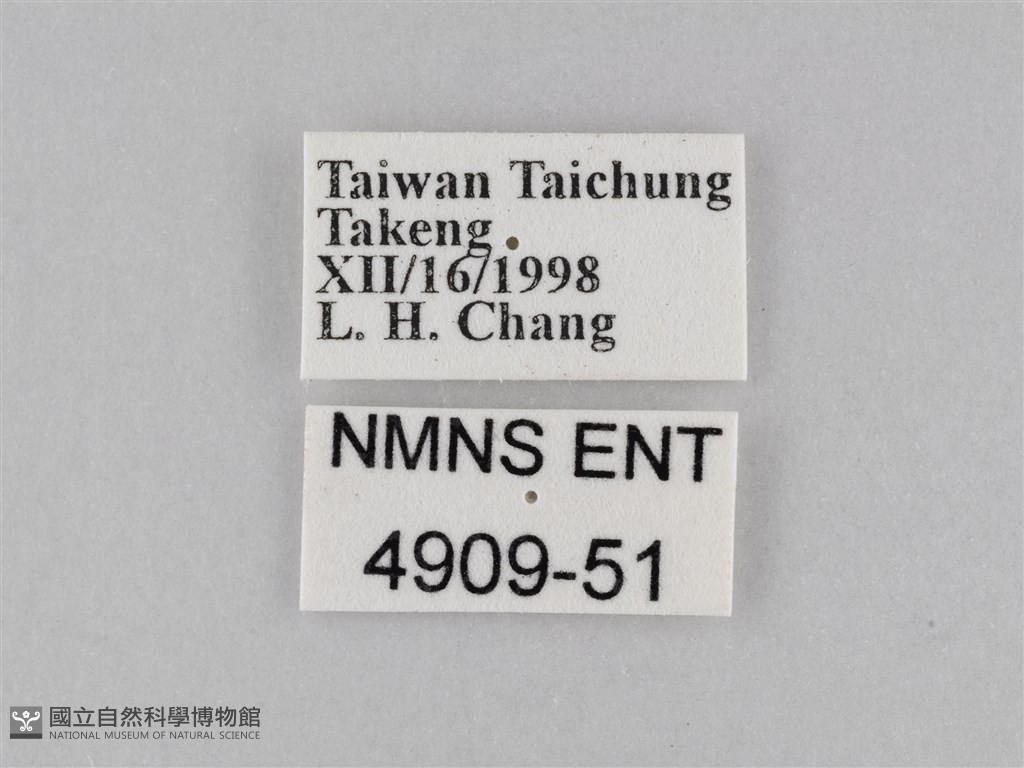 Taiwan Taichung
Takeng
XII/16/1998
L. H. Chang
NMNS ENT
4909-51
國立自然科學博物館
NATIONAL MUSEUM OF NATURAL SCIENCE